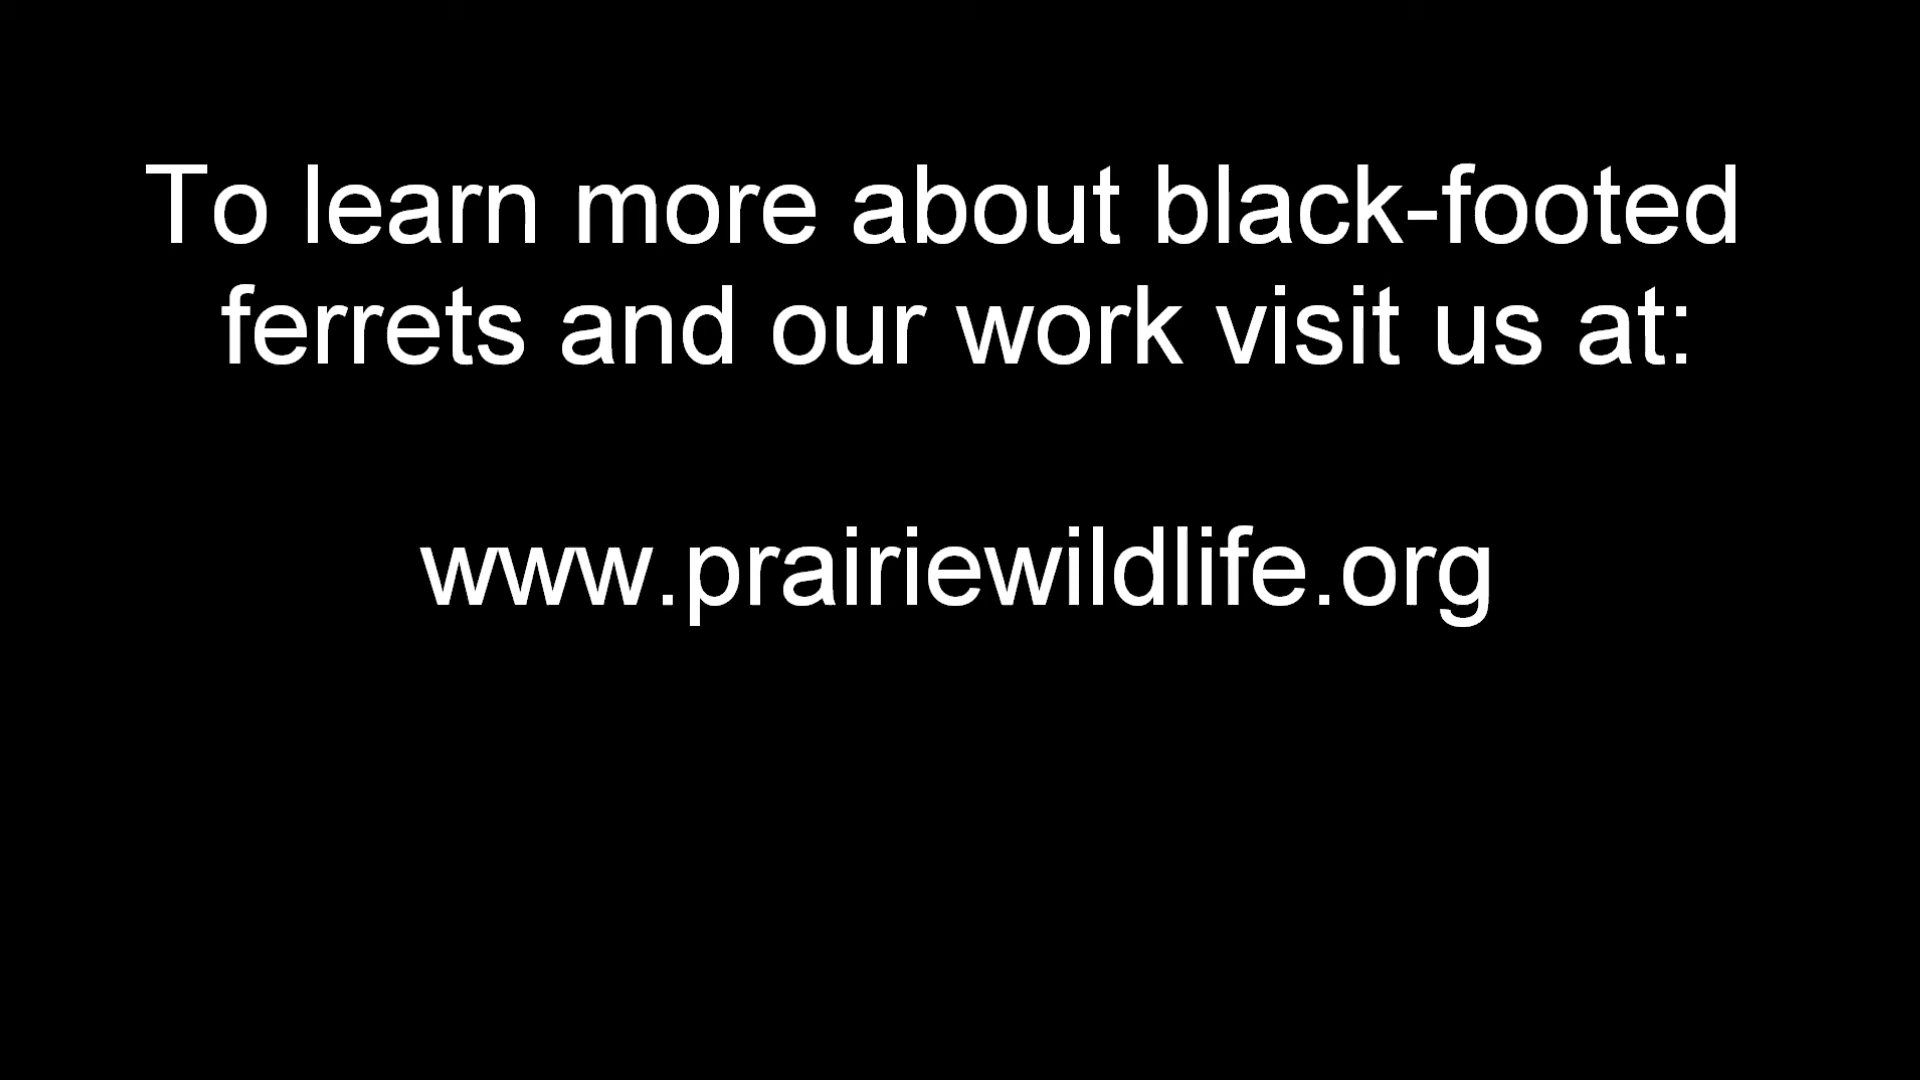 To learn more about black-footed
ferrets and our work visit us at:
www.prairiewildlife.org